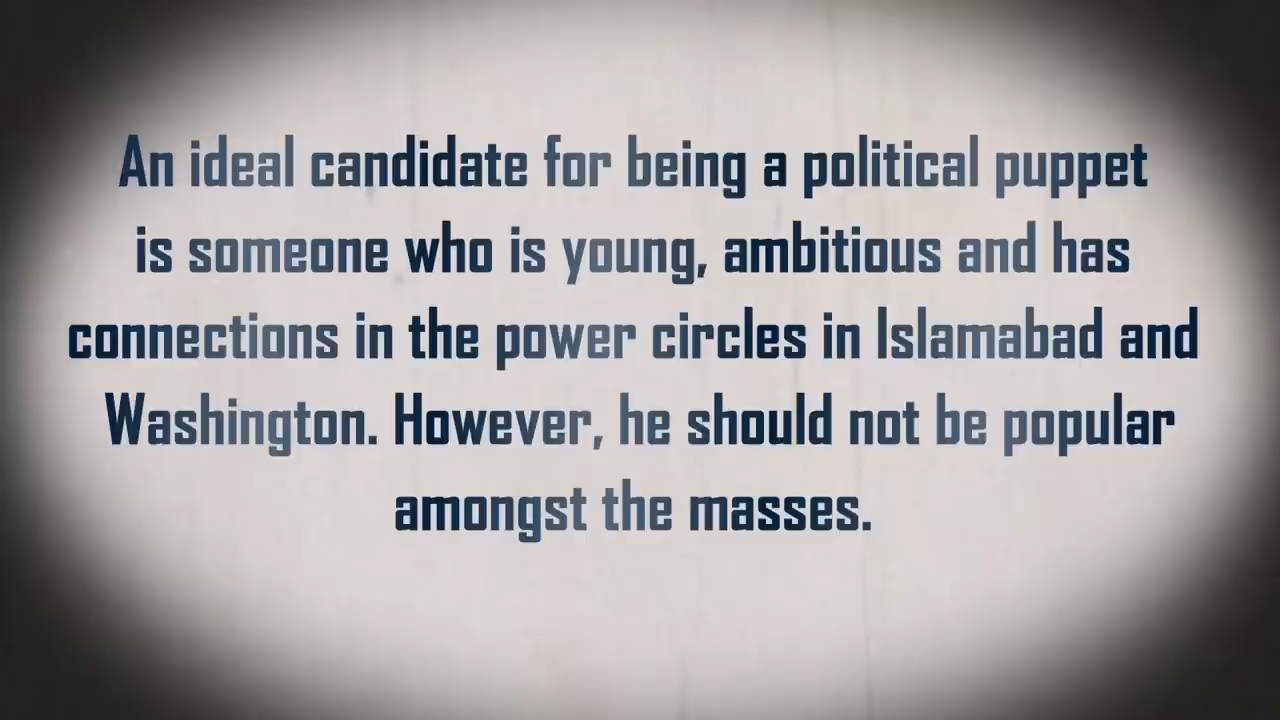 An ideal candidate for being a political puppet
is someone who is young, ambitious and has
connections in the power circles in Islamabad and
Washington. However, he should not be popular
amongst the masses.